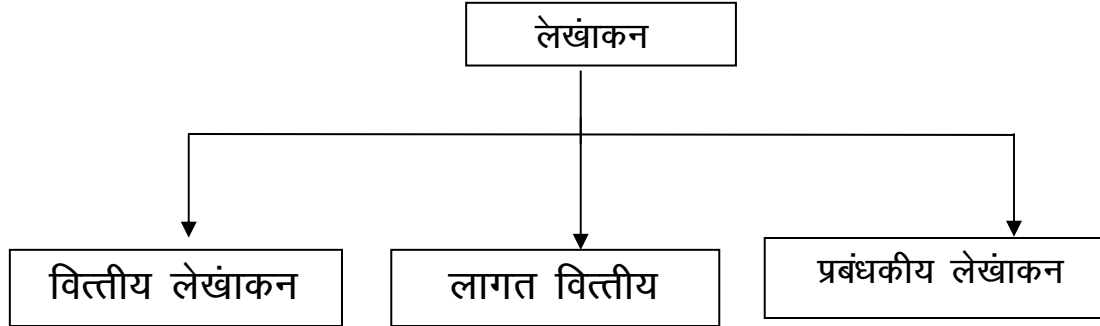 लेखांकन
वित्तीय लेखांकन
लागत वित्तीय
प्रबंधकीय लेखांकन